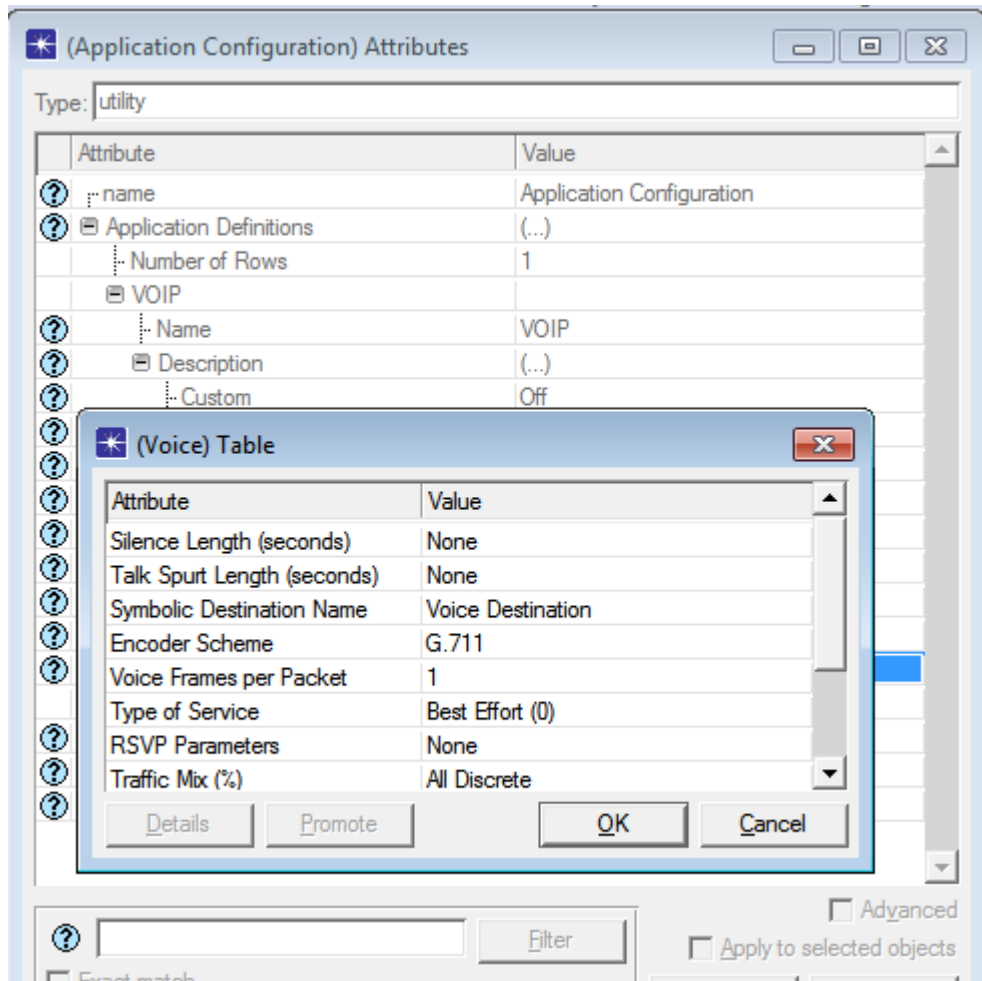 (Application Configuration) Attributes
Type: utility
Attribute Value
name Application Configuration
Application Definitions (...)
Number of Rows 1
VOIP
Name VOIP
Description (...)
Custom Off
(Voice) Table
Attribute Value
Silence Length (seconds) None
Talk Spurt Length (seconds) None
Symbolic Destination Name Voice Destination
Encoder Scheme G.711
Voice Frames per Packet 1
Type of Service Best Effort (0)
RSVP Parameters None
Traffic Mix (%) All Discrete
Details Promote OK Cancel
Advanced
Filter
Apply to selected objects
Exact match